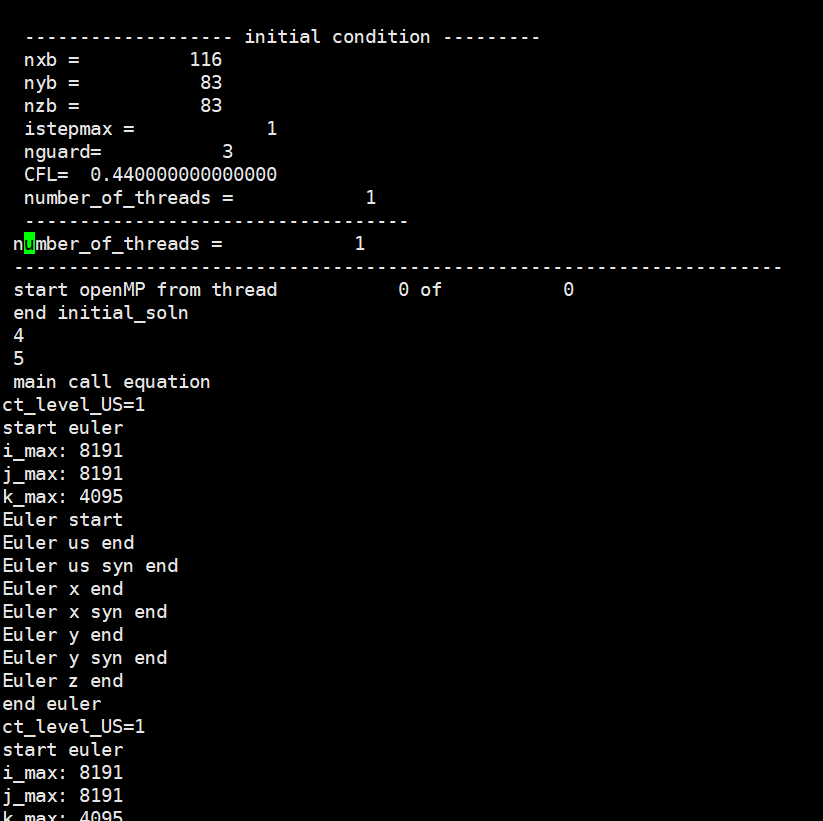 ------------------- initial condition ---------
nxb =          116
nyb =           83
nzb =           83
istepmax =            1
nguard=           3
CFL=  0.440000000000000
number_of_threads =            1
-----------------------------------
number_of_threads =            1
----------------------------------------------------------------------
start openMP from thread           0 of           0
end initial_soln
4
5
main call equation
ct_level_US=1
start euler
i_max: 8191
j_max: 8191
k_max: 4095
Euler start
Euler us end
Euler us syn end
Euler x end
Euler x syn end
Euler y end
Euler y syn end
Euler z end
end euler
ct_level_US=1
start euler
i_max: 8191
j_max: 8191
k_max: 4095